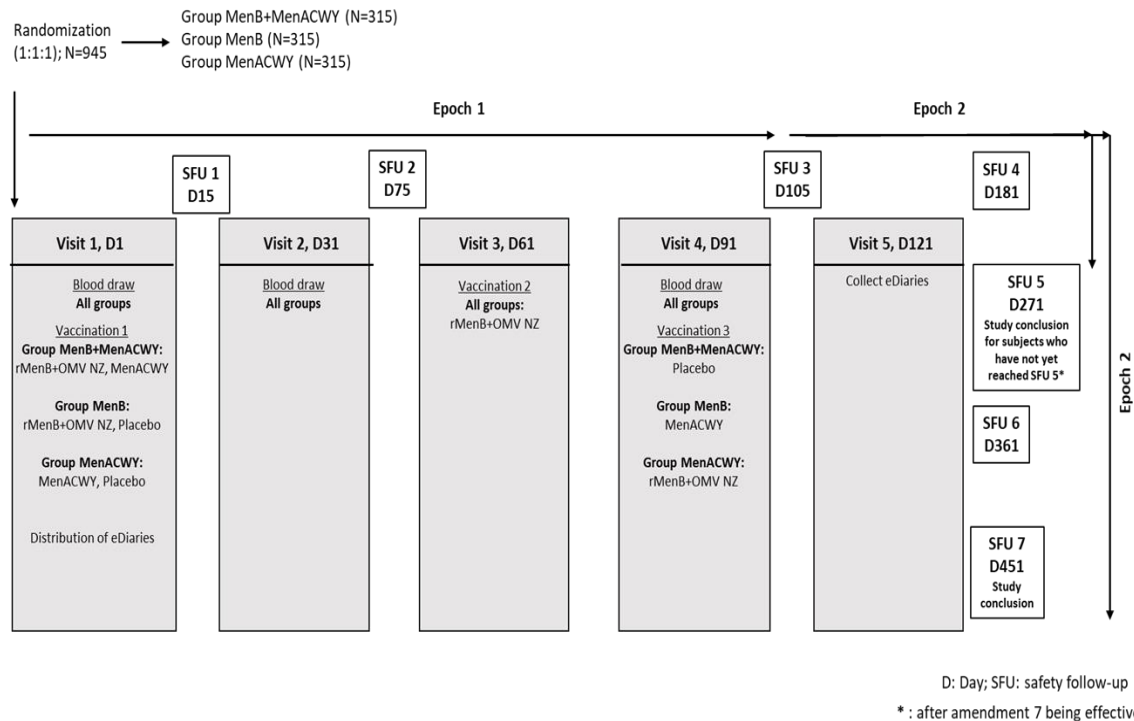 Randomization
(1:1:1); N=945
Group MenB+MenACWY (N=315)
Group MenB (N=315)
Group MenACWY (N=315)
Epoch 1
Epoch 2
SFU 1
D15
SFU 2
D75
SFU 3
D105
SFU 4
D181
Visit 1, D1
Blood draw
All groups
Vaccination 1
Group MenB+MenACWY:
rMenB+OMV NZ, MenACWY
Group MenB:
rMenB+OMV NZ, Placebo
Group MenACWY:
MenACWY, Placebo
Distribution of eDiaries
Visit 2, D31
Blood draw
All groups
Visit 3, D61
Vaccination 2
All groups:
rMenB+OMV NZ
Visit 4, D91
Blood draw
All groups
Vaccination 3
Group MenB+MenACWY:
Placebo
Group MenB:
MenACWY
Group MenACWY:
rMenB+OMV NZ
Visit 5, D121
Collect eDiaries
SFU 5
D271
Study conclusion
for subjects who
have not yet
reached SFU 5*
SFU 6
D361
SFU 7
D451
Study
conclusion
Epoch 2
D: Day; SFU: safety follow-up
* : after amendment 7 being effective